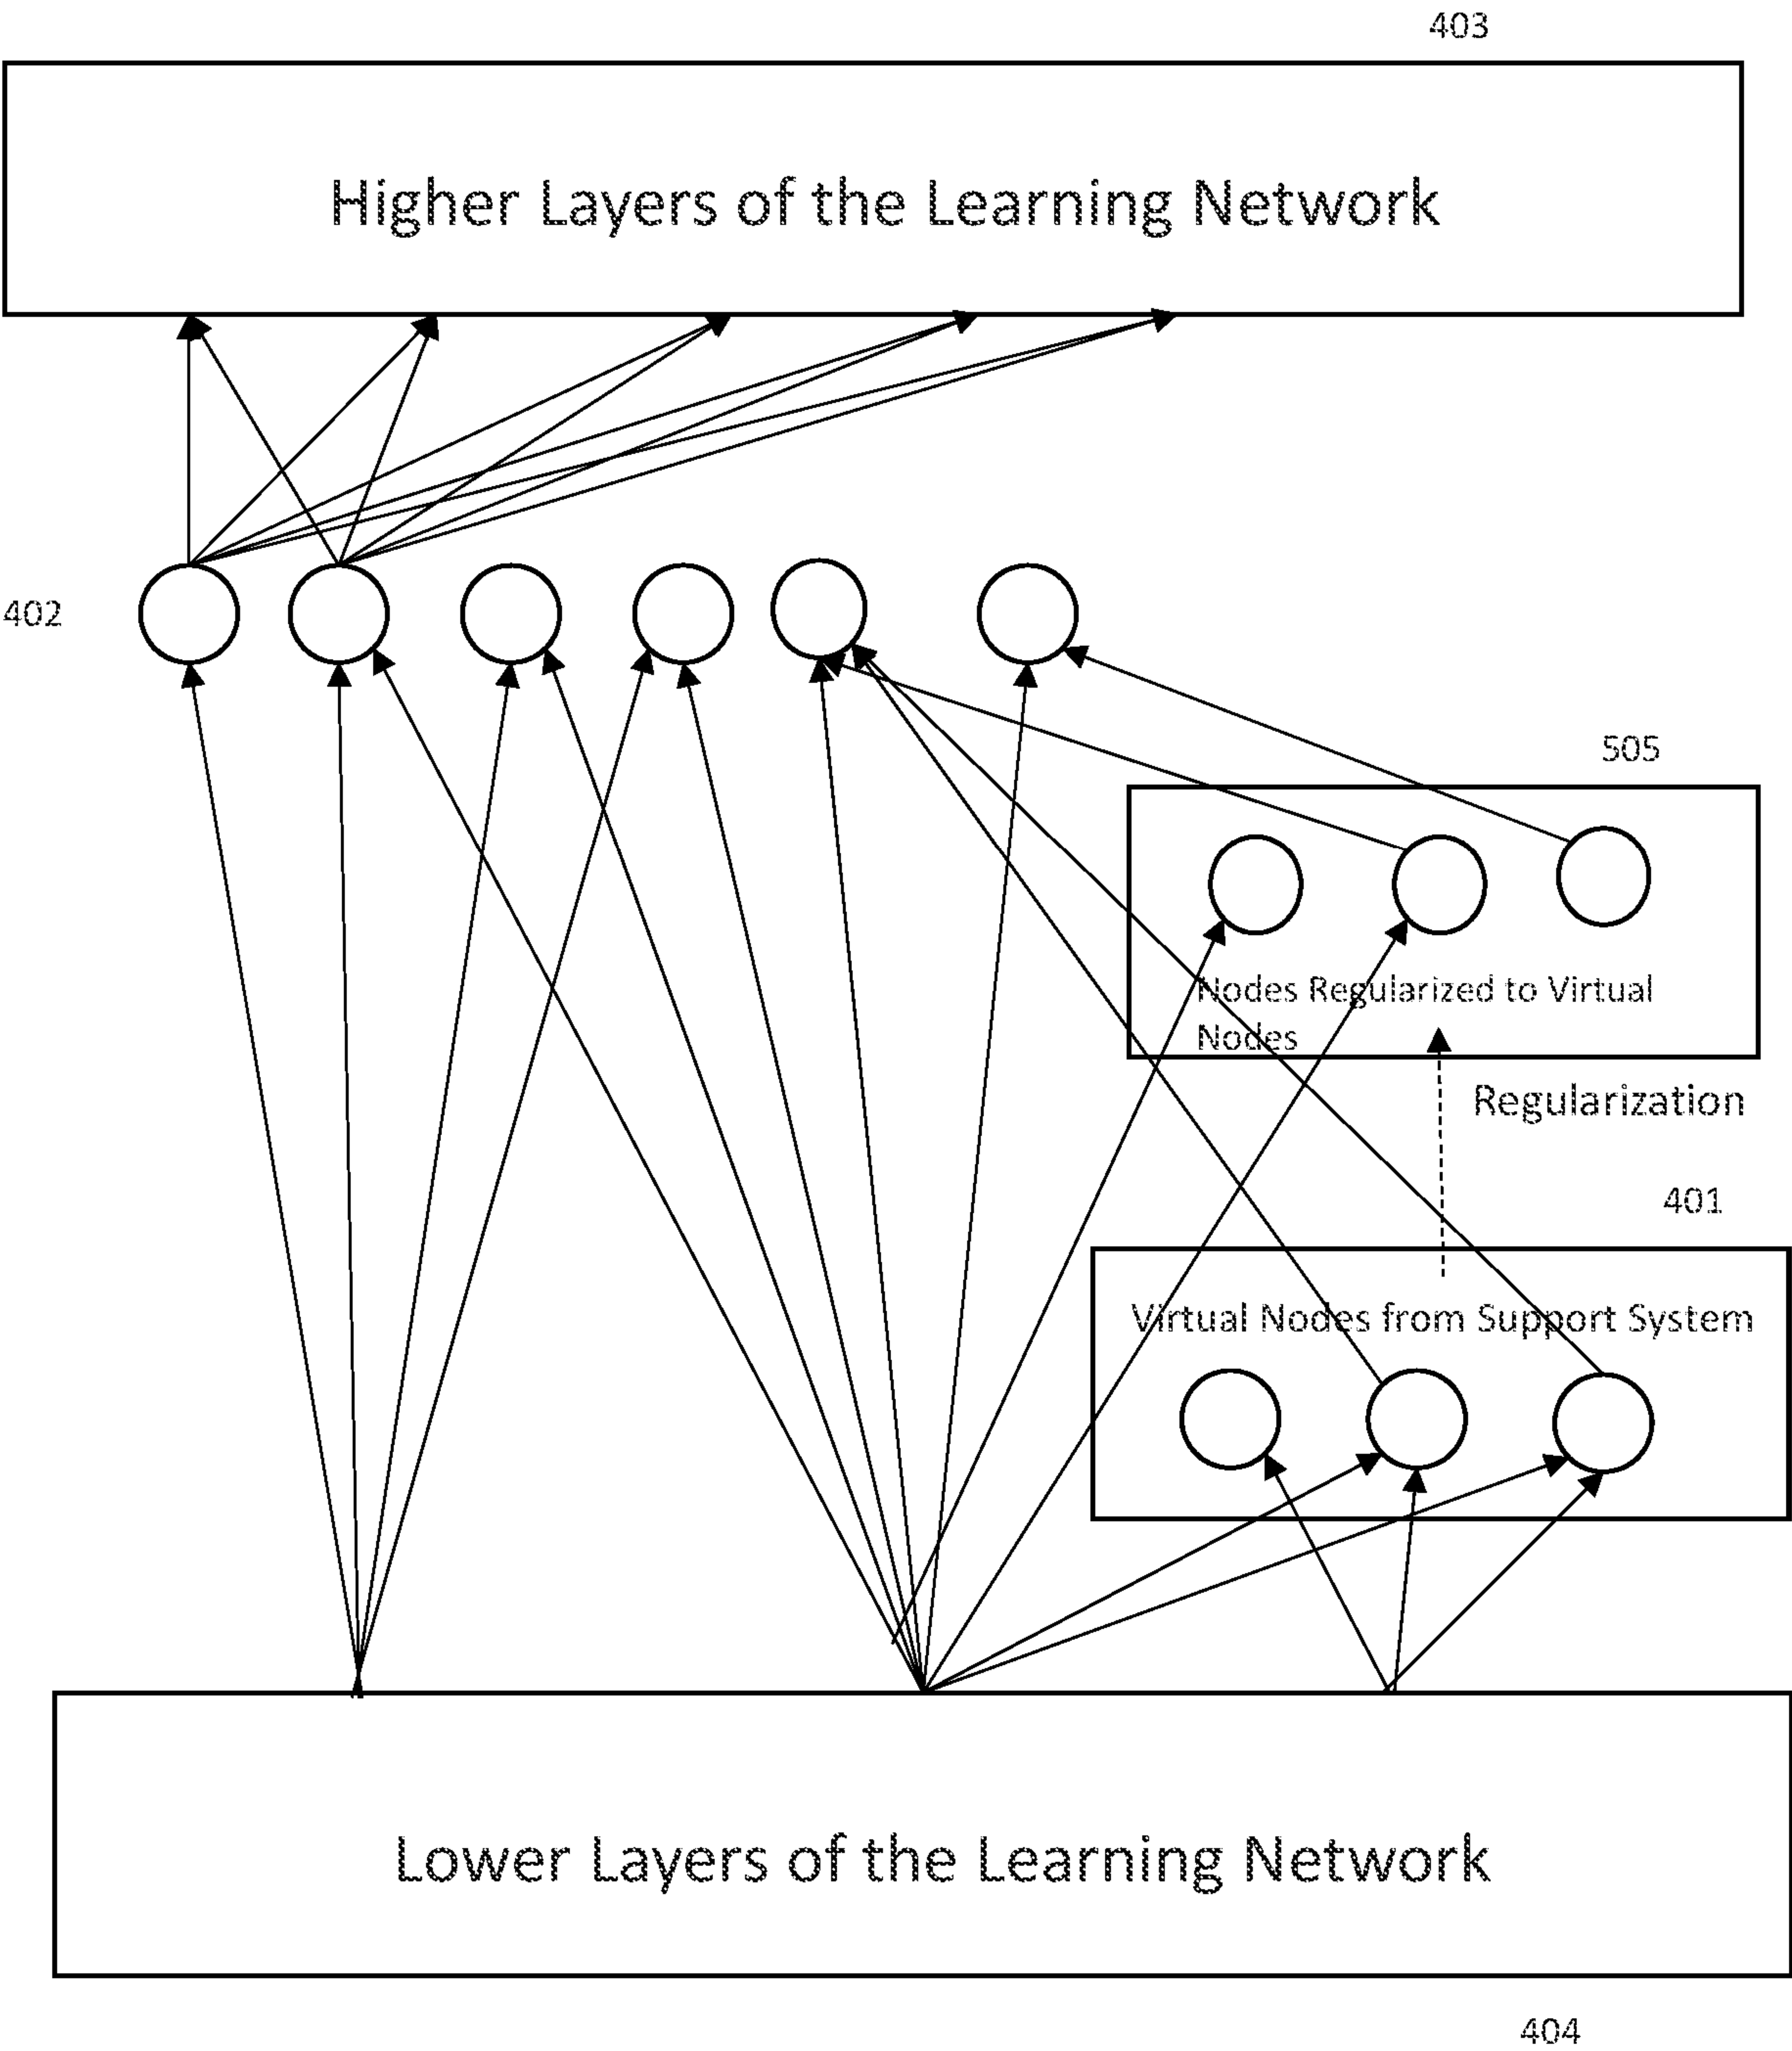 403
Higher Layers of the Learning Network
402
505
Nodes Regularized to Virtual
Nodes
Regularization
401
Virtual Nodes from Support System
Lower Layers of the Learning Network
404